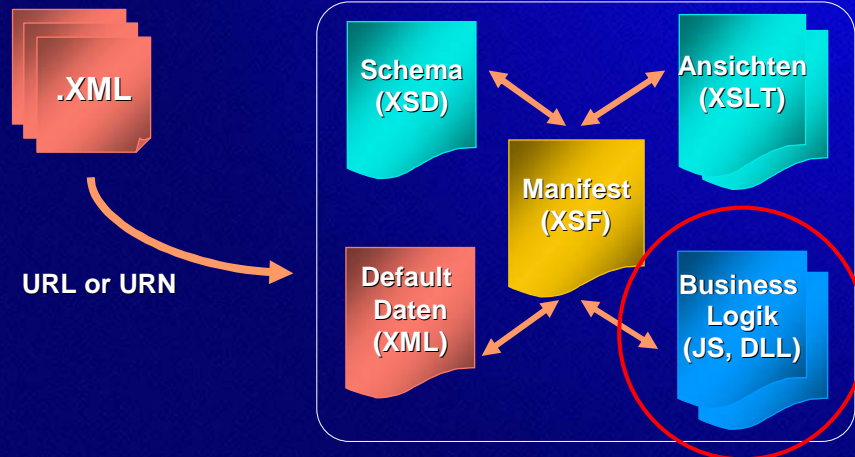 .XML
URL or URN
Schema
(XSD)
Ansichten
(XSLT)
Manifest
(XSF)
Default
Daten
(XML)
Business
Logik
(JS, DLL)